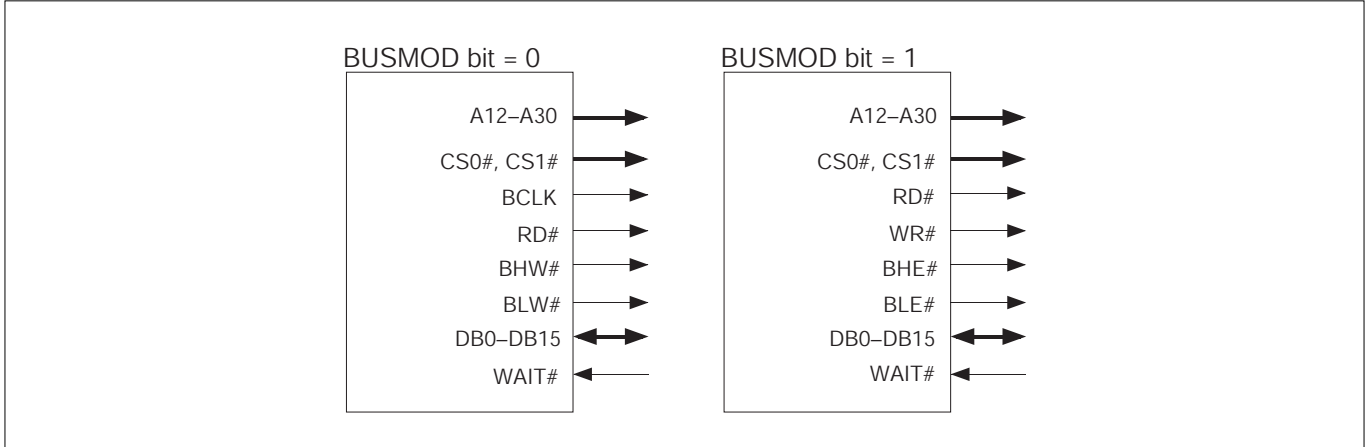 BUSMOD bit = 0
A12–A30
CS0#, CS1#
BCLK
RD#
BHW#
BLW#
DB0–DB15
WAIT#
BUSMOD bit = 1
A12–A30
CS0#, CS1#
RD#
WR#
BHE#
BLE#
DB0–DB15
WAIT#